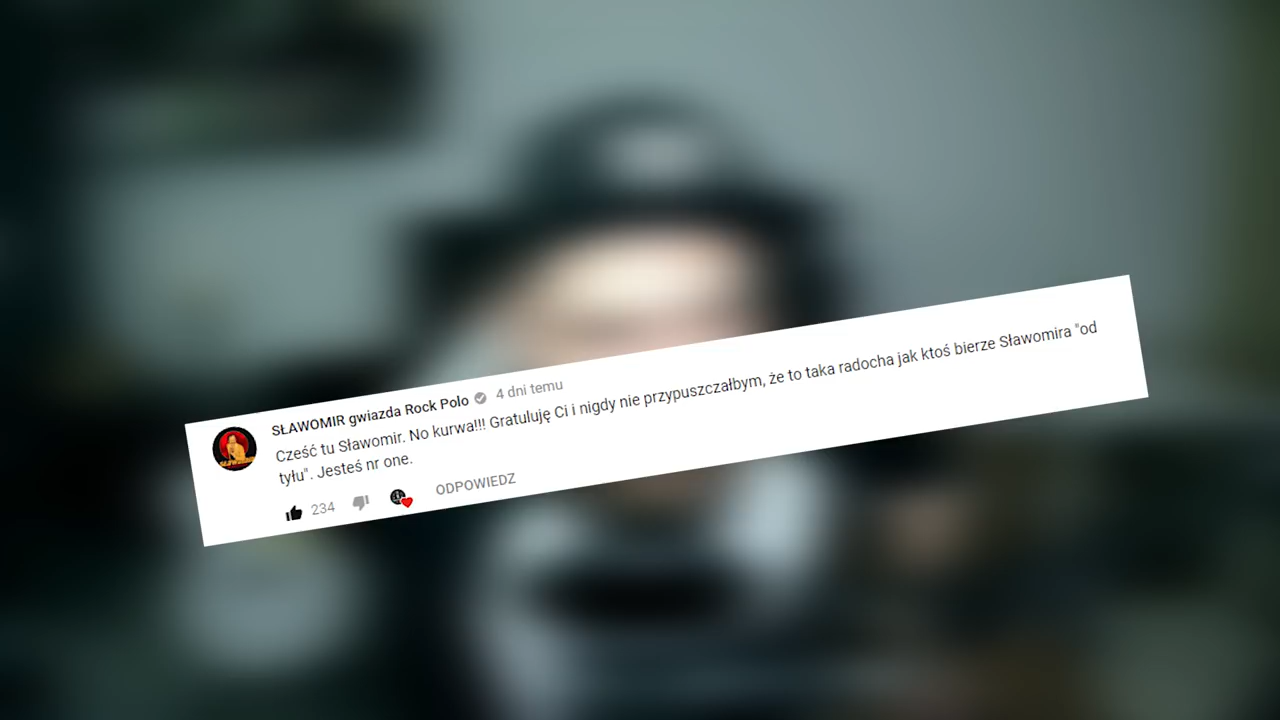 SŁAWOMIR gwiazda Rock Polo 4 dni temu
Cześć tu Sławomir. No kurwa!!! Gratuluję Ci i nigdy nie przypuszczałbym, że to taka radocha jak ktoś bierze Sławomira "od
tyłu". Jesteś nr one.
234 ODPOWIEDZ